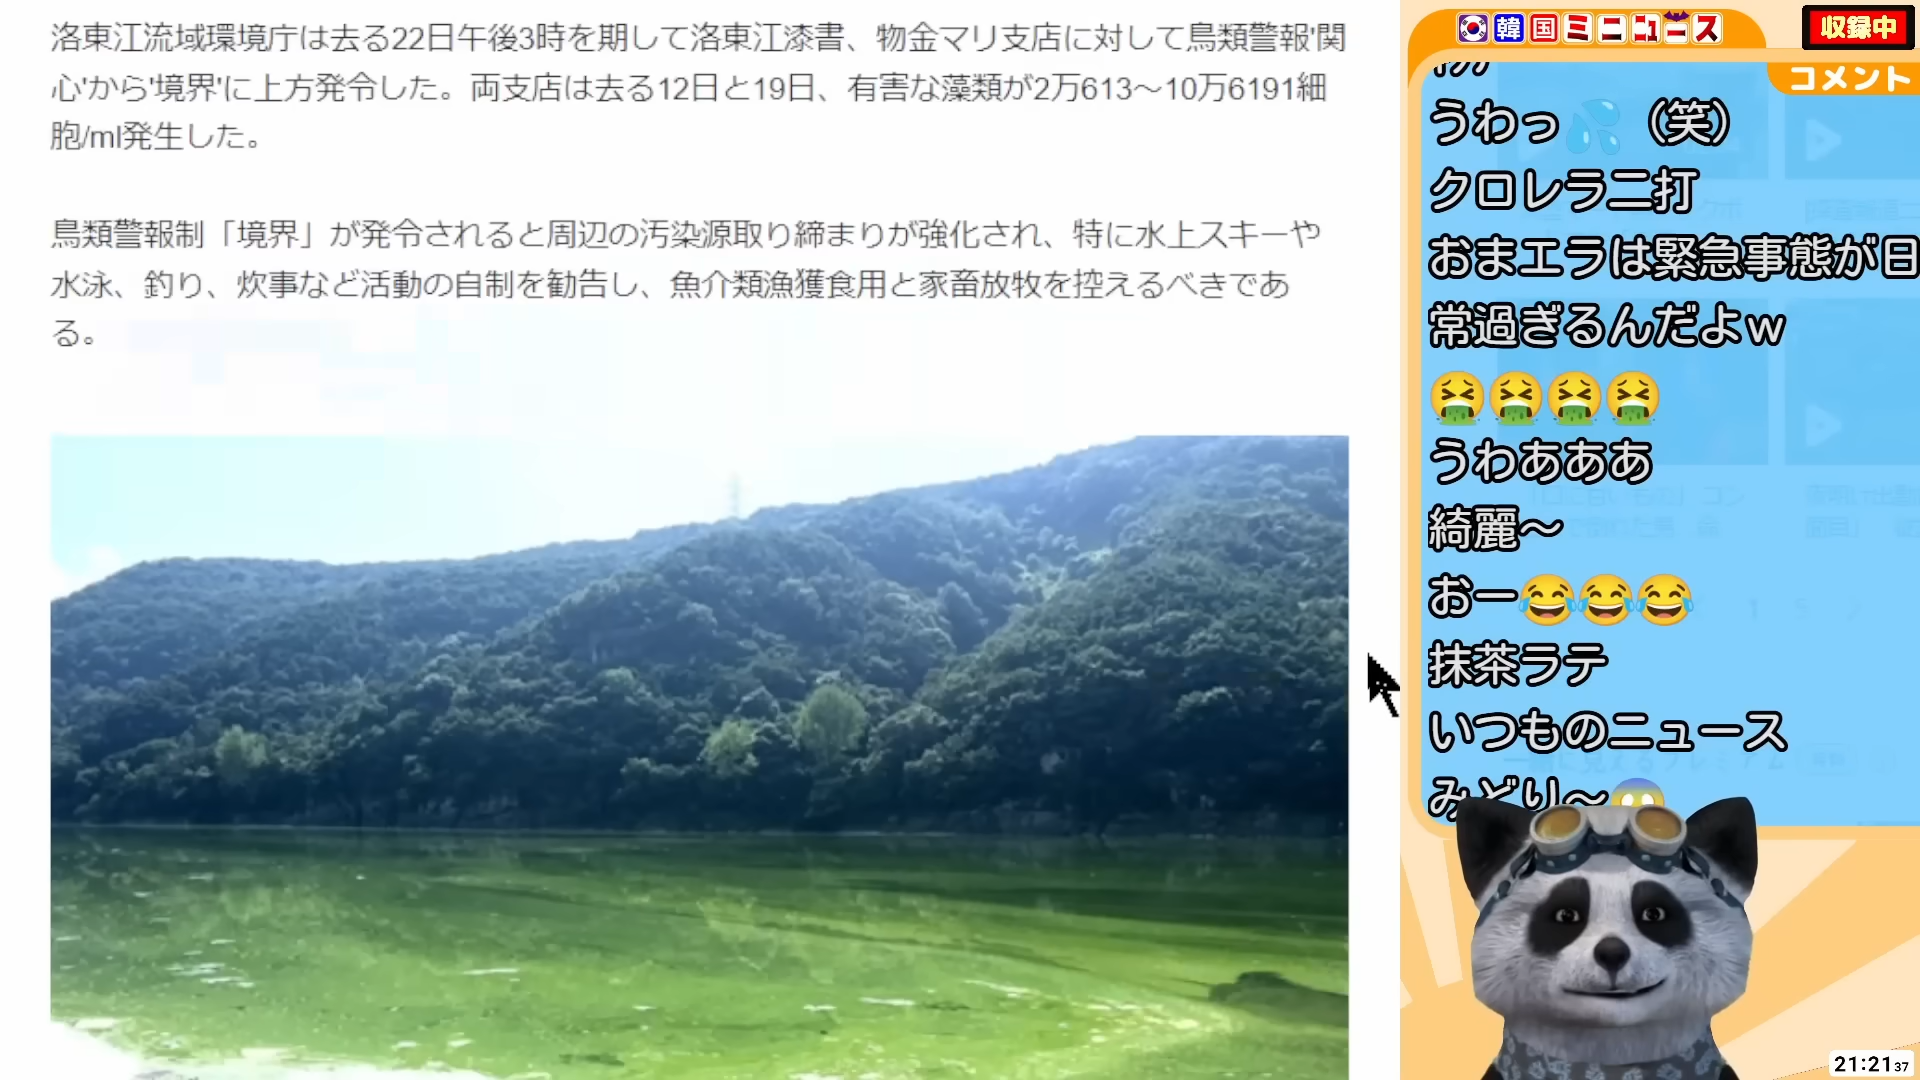 洛東江流域環境庁は去る22日午後3時を期して洛東江漆書、物金マリ支店に対して鳥類警報'関
心'から'境界'に上方発令した。両支店は去る12日と19日、有害な藻類が2万613〜10万6191細
胞/ml発生した。
鳥類警報制「境界」が発令されると周辺の汚染源取り締まりが強化され、特に水上スキーや
水泳、釣り、炊事など活動の自制を勧告し、魚介類漁獲食用と家畜放牧を控えるべきであ
る。
韓国ミニニュース
収録中
コメント
うわっ💦（笑）
クロレラ二打
おまエラは緊急事態が日
常過ぎるんだよw
🤮🤮🤮🤮
うわあああ
綺麗〜
おー😂😂😂
抹茶ラテ
いつものニュース
みどり〜😱
21:21 37